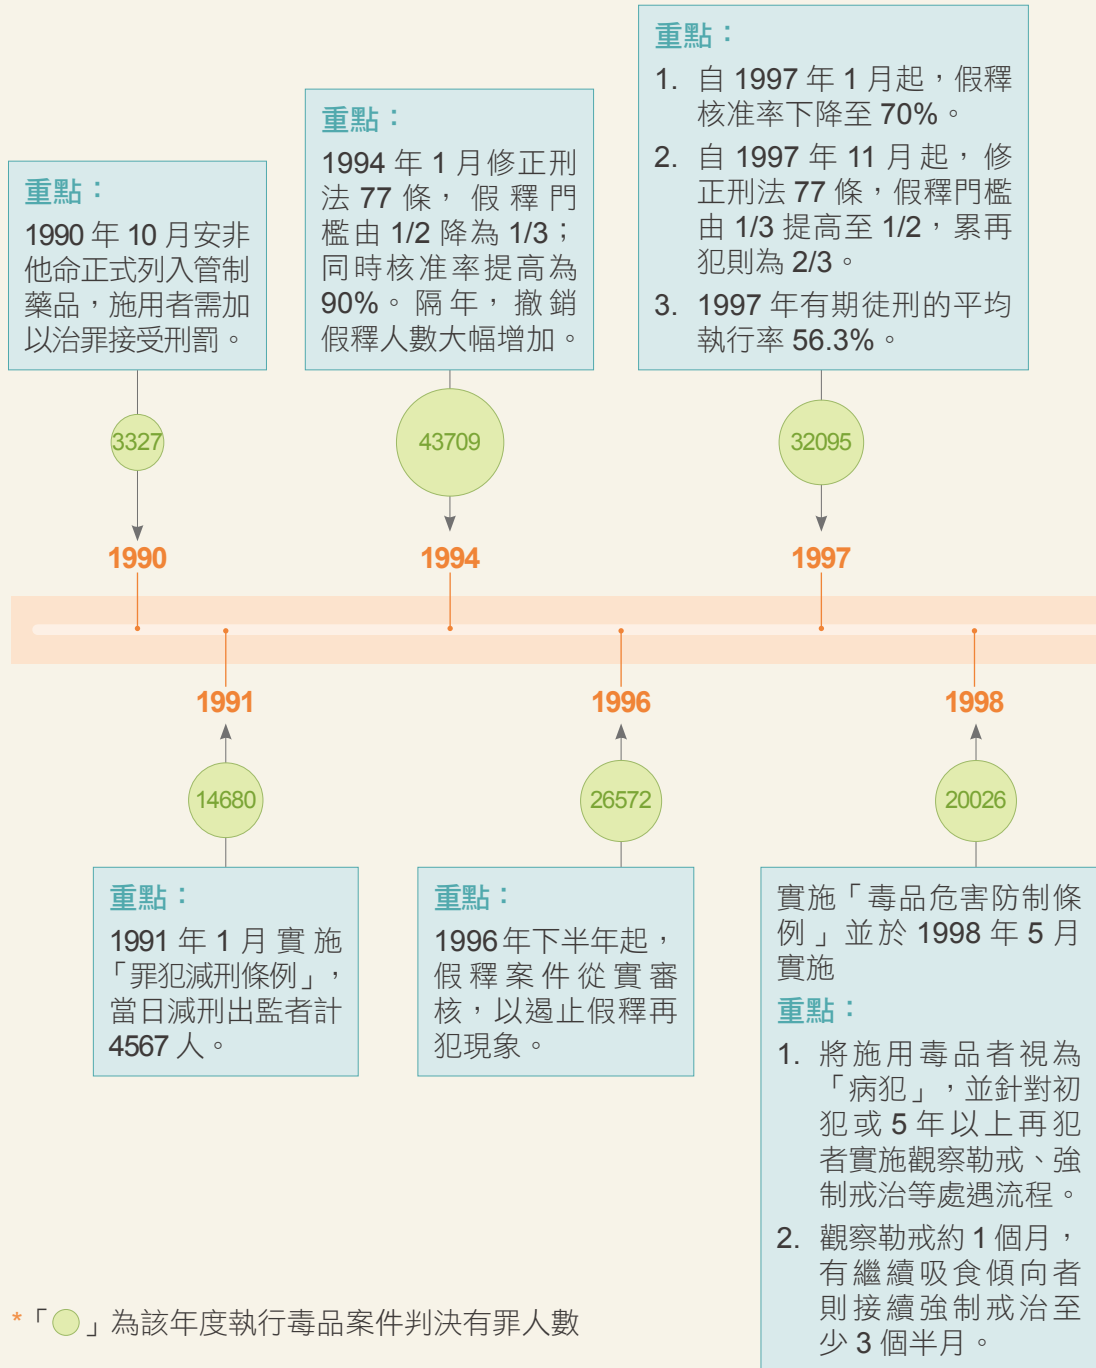 重點：
1990 年 10 月安非
他命正式列入管制
藥品，施用者需加
以治罪接受刑罰。
3327
1990
重點：
1994 年 1 月修正刑
法 77 條，假釋門
檻由 1/2 降為 1/3；
同時核准率提高為
90%。隔年，撤銷
假釋人數大幅增加。
43709
1994
重點：
1. 自 1997 年 1 月起，假釋
核准率下降至 70%。
2. 自 1997 年 11 月起，修
正刑法 77 條，假釋門檻
由 1/3 提高至 1/2，累再
犯則為 2/3。
3. 1997 年有期徒刑的平均
執行率 56.3%。
32095
1997
1991
14680
重點：
1991 年 1 月實施
「罪犯減刑條例」，
當日減刑出監者計
4567 人。
1996
26572
重點：
1996 年下半年起，
假釋案件從實審
核，以遏止假釋再
犯現象。
1998
20026
實施「毒品危害防制條
例」並於 1998 年 5 月
實施
重點：
1. 將施用毒品者視為
「病犯」，並針對初
犯或 5 年以上再犯
者實施觀察勒戒、強
制戒治等處遇流程。
2. 觀察勒戒約 1 個月，
有繼續吸食傾向者
則接續強制戒治至
少 3 個半月。
*「」為該年度執行毒品案件判決有罪人數